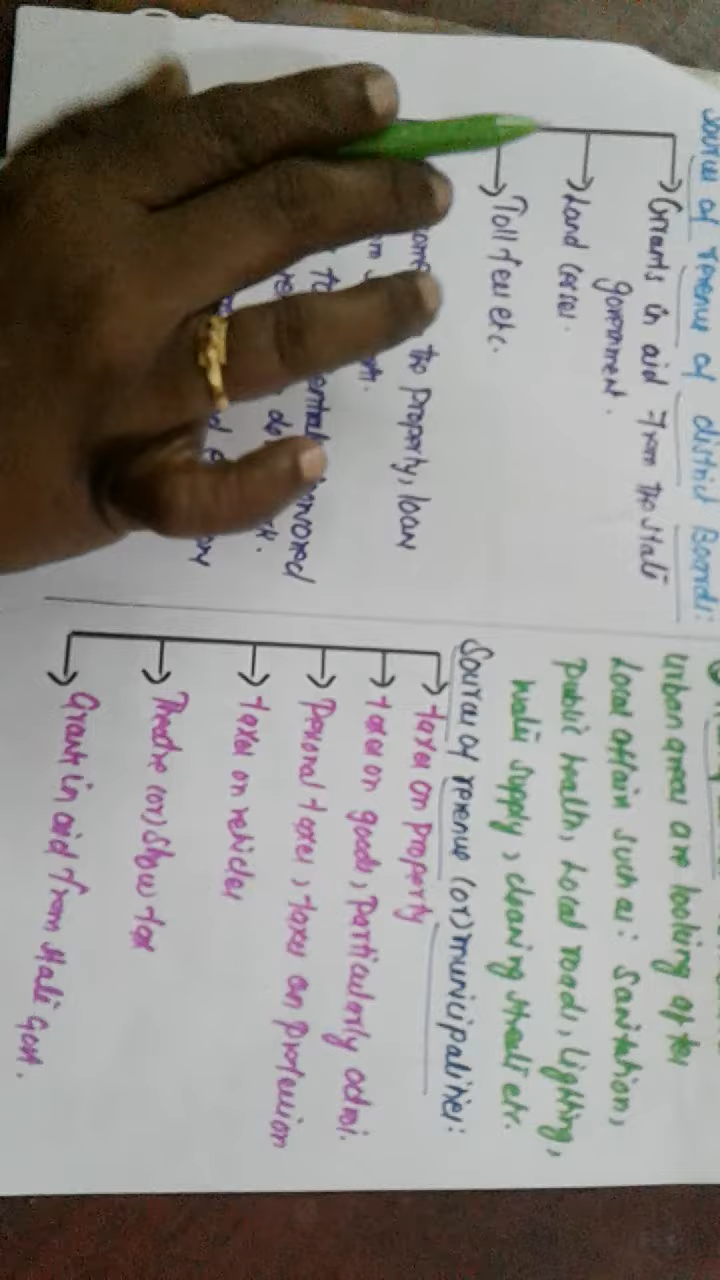 Sources of revenue of district Boards:
Grants in aid from the state
government.
Land cesses.
Toll fees etc.
the property, loan
urban areas are looking after
Local affairs such as: sanitation,
public health, Local roads, Lighting,
water supply, cleaning streets etc.
Sources of revenue (or) municipalities:
taxes on property
taxes on goods, particularly octroi.
Personal taxes, taxes on profession
taxes on vehicles
Theatre (or) show tax
Grant in aid from state Govt.